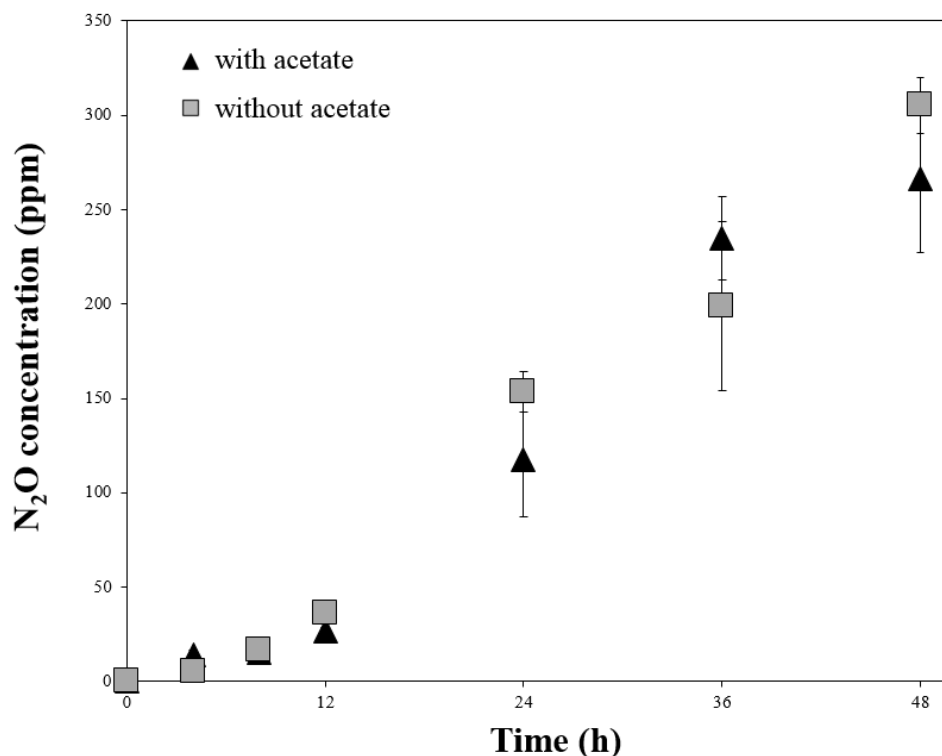 350
300
250
200
150
100
50
0
with acetate
without acetate
N₂O concentration (ppm)
0 12 24 36 48
Time (h)